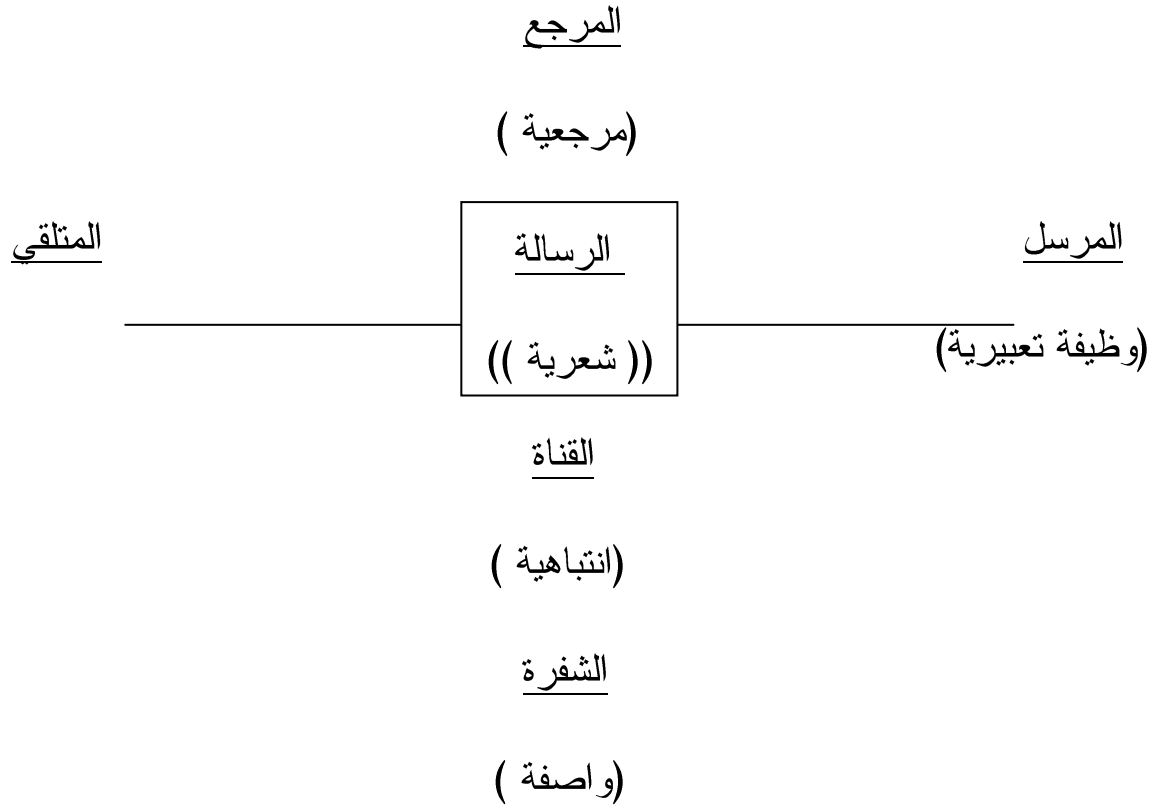 المرجع
(مرجعية )
المرسل
الرسالة
المتلقي
(وظيفة تعبيرية)
(( شعرية ))
القناة
(انتباهية )
الشفرة
(واصفة )